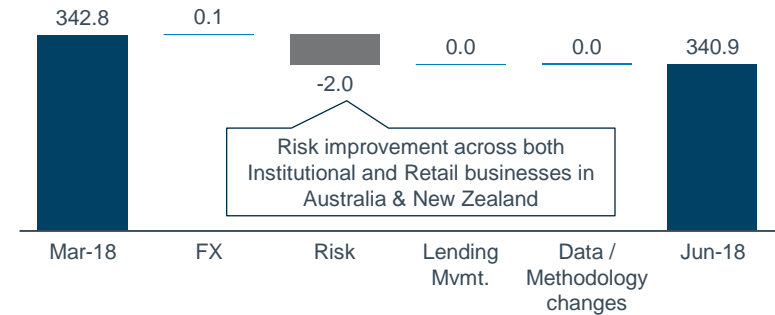 342.8
0.1
-2.0
0.0
0.0
340.9
Risk improvement across both
Institutional and Retail businesses in
Australia & New Zealand
Mar-18
FX
Risk
Lending
Mvmt.
Data /
Methodology
changes
Jun-18